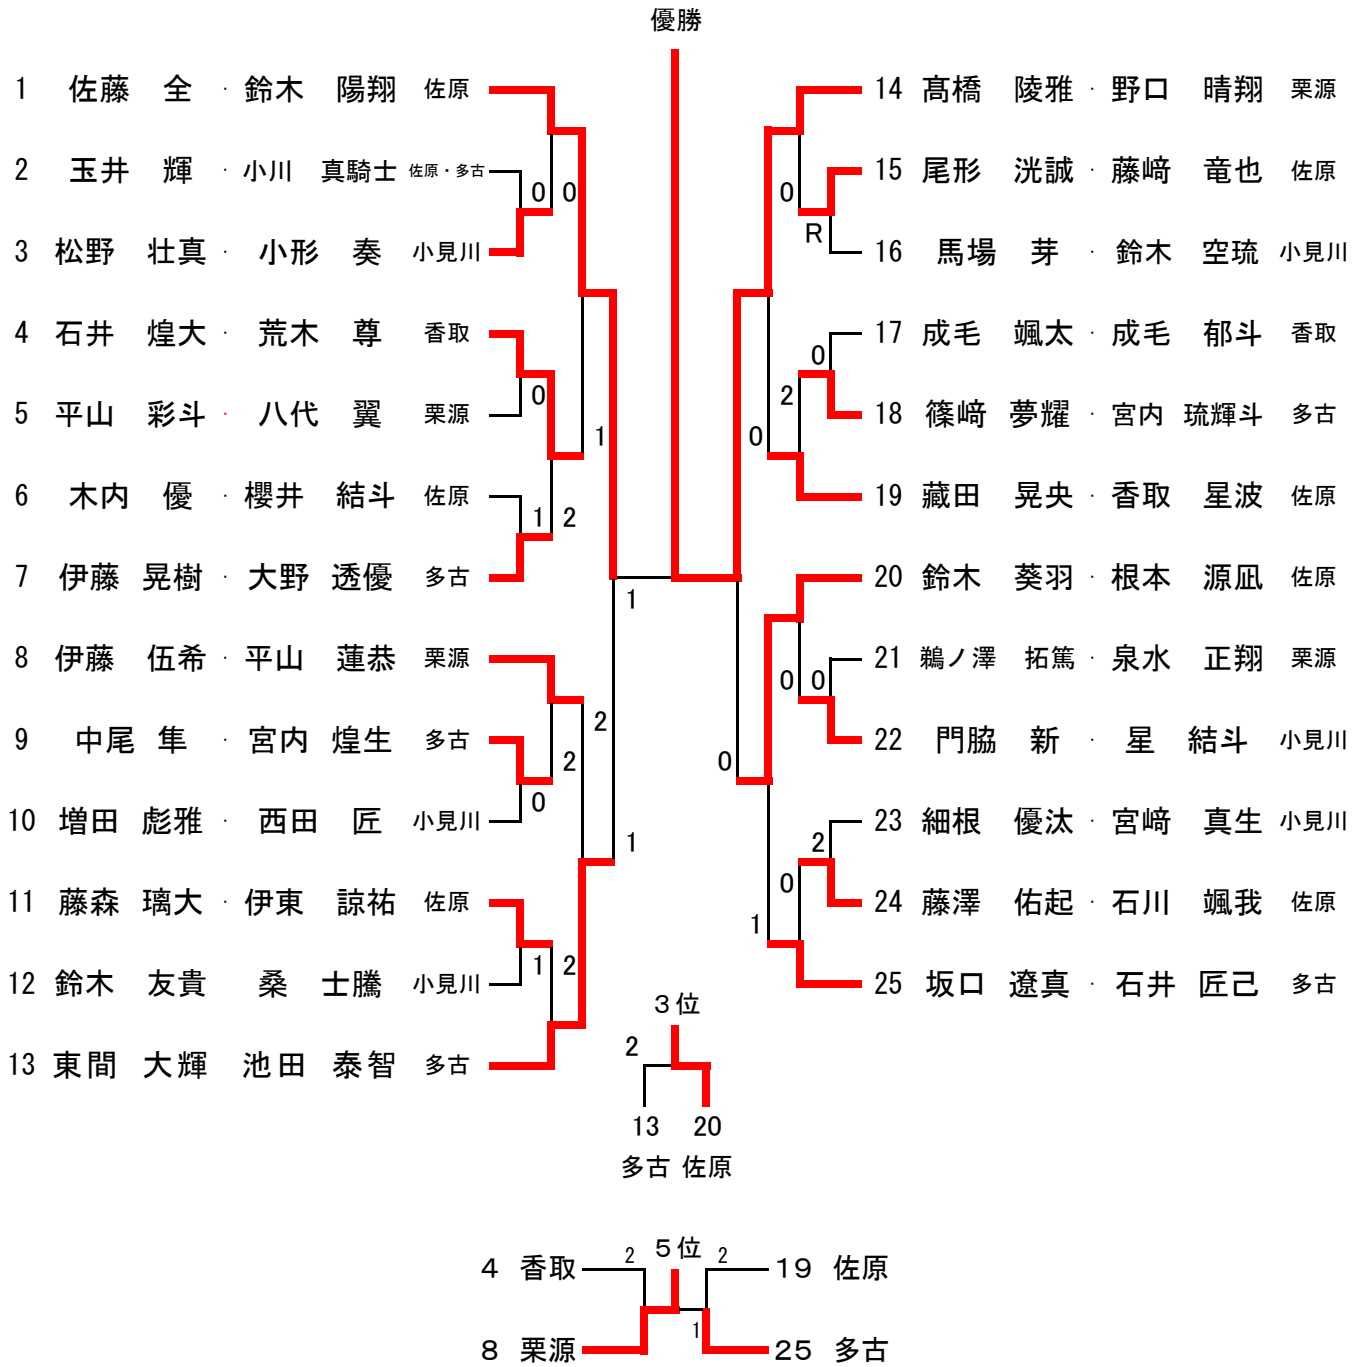 優勝
1 佐藤 全 ・ 鈴木 陽翔 佐原
2 玉井 輝 ・ 小川 真騎士 佐原・多古
0 0
3 松野 壮真 ・ 小形 奏 小見川
4 石井 煌大 ・ 荒木 尊 香取
0
5 平山 彩斗 ・ 八代 翼 栗源
1
6 木内 優 ・ 櫻井 結斗 佐原
1 2
7 伊藤 晃樹 ・ 大野 透優 多古
1
8 伊藤 伍希 ・ 平山 蓮恭 栗源
2
9 中尾 隼 ・ 宮内 煌生 多古
2
0
10 増田 彪雅 ・ 西田 匠 小見川
1
11 藤森 璃大 ・ 伊東 諒祐 佐原
1 2
12 鈴木 友貴 桑 士騰 小見川
13 東間 大輝 池田 泰智 多古
14 髙橋 陵雅 ・ 野口 晴翔 栗源
15 尾形 洸誠 ・ 藤﨑 竜也 佐原
0
R
16 馬場 芽 ・ 鈴木 空琉 小見川
17 成毛 颯太 ・ 成毛 郁斗 香取
0
2
18 篠﨑 夢耀 ・ 宮内 琉輝斗 多古
0
19 藏田 晃央 ・ 香取 星波 佐原
20 鈴木 葵羽 ・ 根本 源凪 佐原
21 鵜ノ澤 拓篤 ・ 泉水 正翔 栗源
0 0
22 門脇 新 ・ 星 結斗 小見川
0
23 細根 優汰 ・ 宮﨑 真生 小見川
2
0
24 藤澤 佑起 ・ 石川 颯我 佐原
1
25 坂口 遼真 ・ 石井 匠己 多古
3位
2
13 20
多古 佐原
5位
4 香取 2 2 19 佐原
1
8 栗源 25 多古